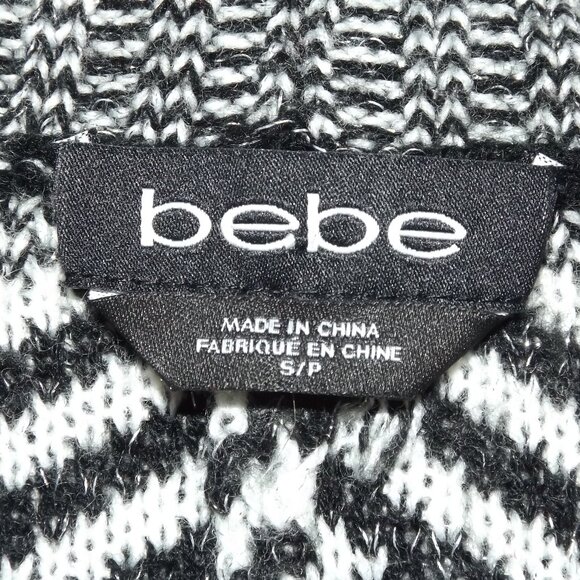 bebe
MADE IN CHINA
FABRIQUÉ EN CHINE
S/P